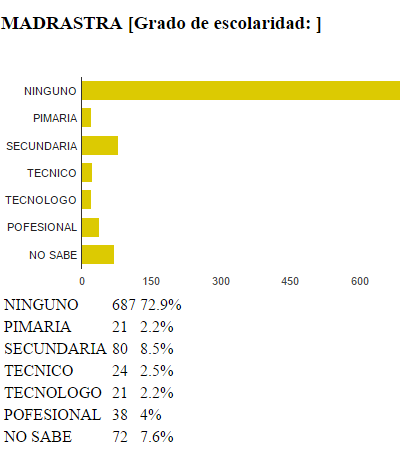 MADRASTRA [Grado de escolaridad: ]
NINGUNO
PIMARIA
SECUNDARIA
TECNICO
TECNOLOGO
POFESIONAL
NO SABE
0 150 300 450 600
NINGUNO 687 72.9%
PIMARIA 21 2.2%
SECUNDARIA 80 8.5%
TECNICO 24 2.5%
TECNOLOGO 21 2.2%
POFESIONAL 38 4%
NO SABE 72 7.6%